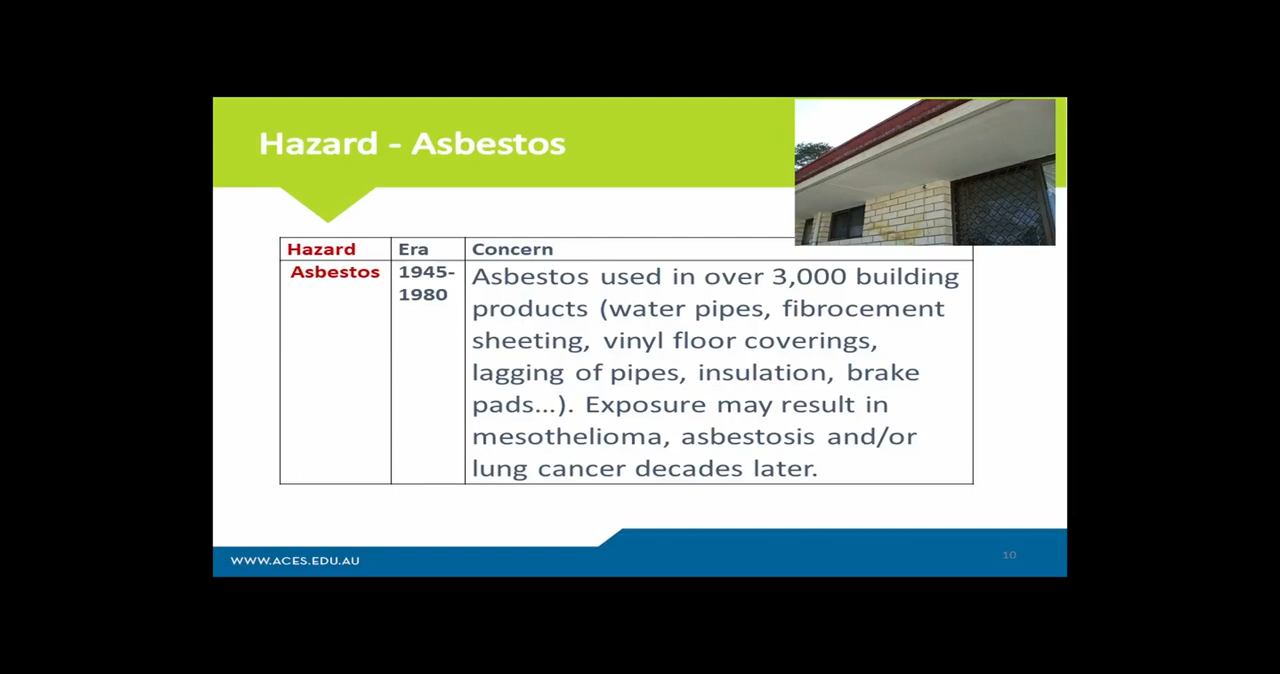 Hazard - Asbestos
Hazard
Era
Concern
Asbestos
1945-
1980
Asbestos used in over 3,000 building
products (water pipes, fibrocement
sheeting, vinyl floor coverings,
lagging of pipes, insulation, brake
pads...). Exposure may result in
mesothelioma, asbestosis and/or
lung cancer decades later.
WWW.ACES.EDU.AU
10